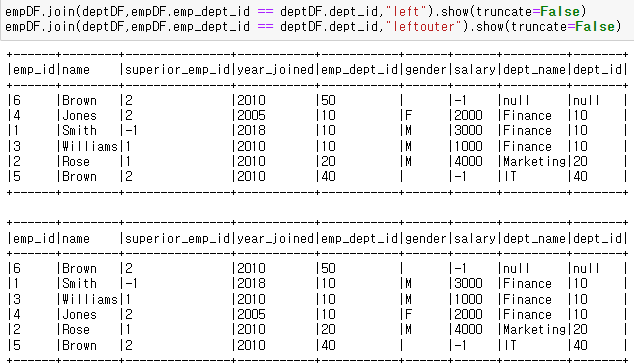 empDF.join(deptDF,empDF.emp_dept_id == deptDF.dept_id,"left").show(truncate=False)
empDF.join(deptDF,empDF.emp_dept_id == deptDF.dept_id,"leftouter").show(truncate=False)
+------+--------+---------------+-----------+-----------+------+------+---------+-------+
|emp_id|name    |superior_emp_id|year_joined|emp_dept_id|gender|salary|dept_name|dept_id|
+------+--------+---------------+-----------+-----------+------+------+---------+-------+
|6     |Brown   |2              |2010       |50         |      |-1    |null     |null   |
|4     |Jones   |2              |2005       |10         |F     |2000  |Finance  |10     |
|1     |Smith   |-1             |2018       |10         |M     |3000  |Finance  |10     |
|3     |Williams|1              |2010       |10         |M     |1000  |Finance  |10     |
|2     |Rose    |1              |2010       |20         |M     |4000  |Marketing|20     |
|5     |Brown   |2              |2010       |40         |      |-1    |IT       |40     |
+------+--------+---------------+-----------+-----------+------+------+---------+-------+
+------+--------+---------------+-----------+-----------+------+------+---------+-------+
|emp_id|name    |superior_emp_id|year_joined|emp_dept_id|gender|salary|dept_name|dept_id|
+------+--------+---------------+-----------+-----------+------+------+---------+-------+
|6     |Brown   |2              |2010       |50         |      |-1    |null     |null   |
|1     |Smith   |-1             |2018       |10         |M     |3000  |Finance  |10     |
|3     |Williams|1              |2010       |10         |M     |1000  |Finance  |10     |
|4     |Jones   |2              |2005       |10         |F     |2000  |Finance  |10     |
|2     |Rose    |1              |2010       |20         |M     |4000  |Marketing|20     |
|5     |Brown   |2              |2010       |40         |      |-1    |IT       |40     |
+------+--------+---------------+-----------+-----------+------+------+---------+-------+